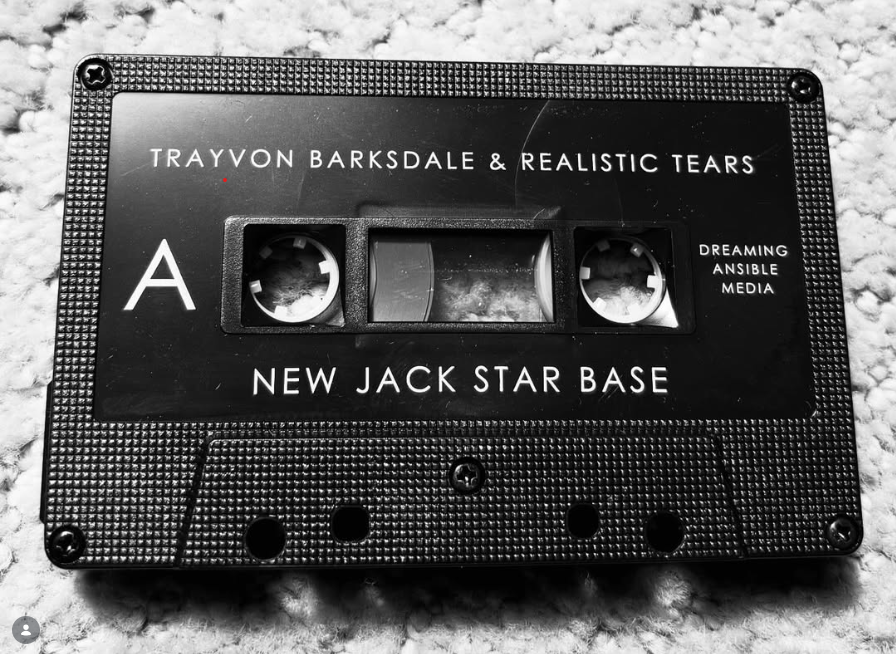 TRAYVON BARKSDALE & REALISTIC TEARS
A
DREAMING
ANSIBLE
MEDIA
NEW JACK STAR BASE